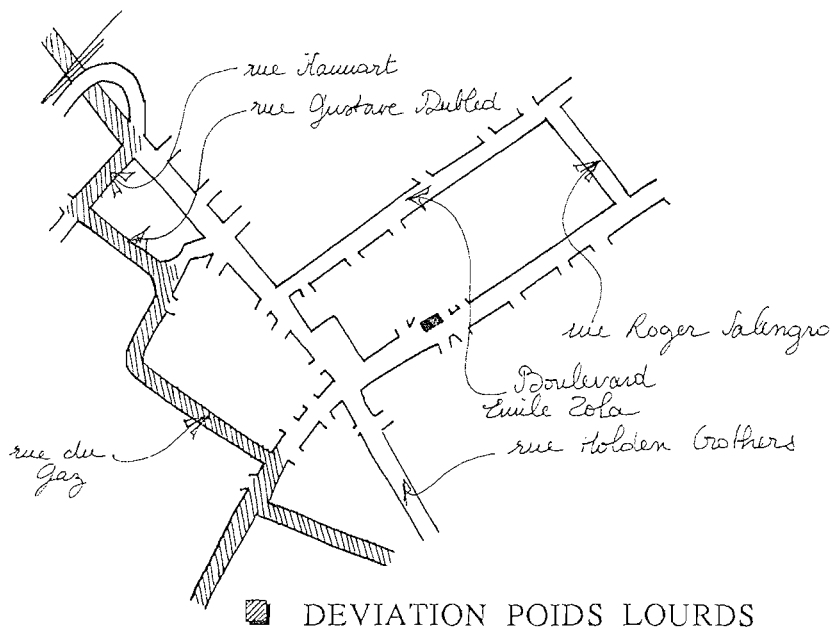 rue Hannart
rue Gustave Dubled
rue Roger Salengro
Boulevard
Emile Zola
rue Holden Crothers
rue du
Gaz
DEVIATION POIDS LOURDS